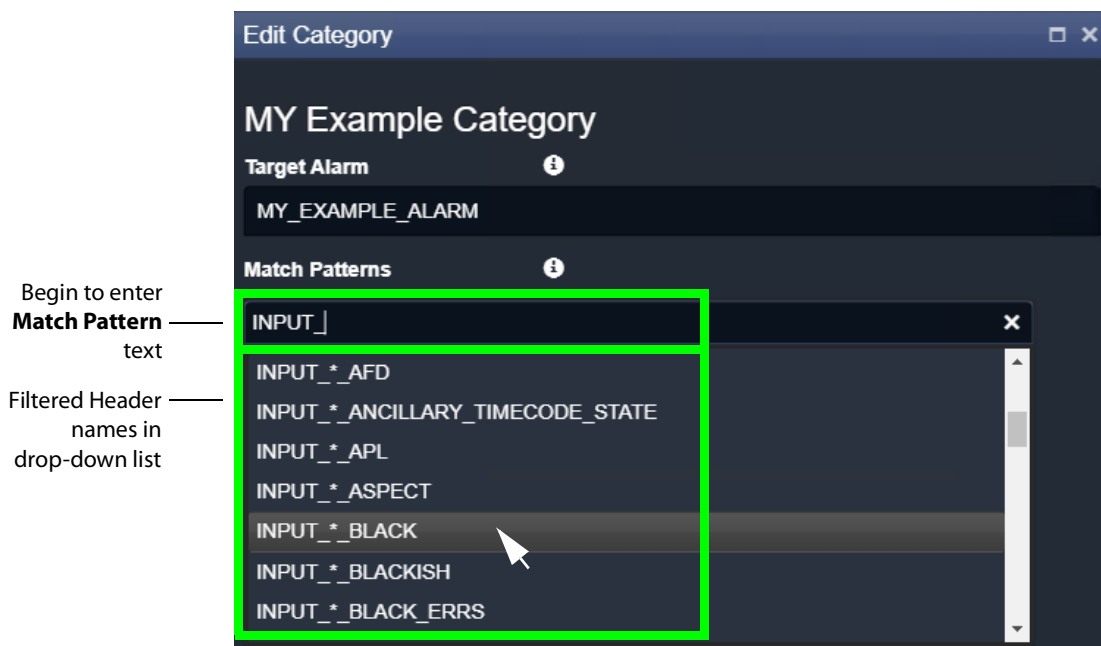 Edit Category
MY Example Category
Target Alarm
MY_EXAMPLE_ALARM
Match Patterns
Begin to enter
Match Pattern
text
INPUT_
Filtered Header
names in
drop-down list
INPUT_*_AFD
INPUT_*_ANCILLARY_TIMECODE_STATE
INPUT_*_APL
INPUT_*_ASPECT
INPUT_*_BLACK
INPUT_*_BLACKISH
INPUT_*_BLACK_ERRS